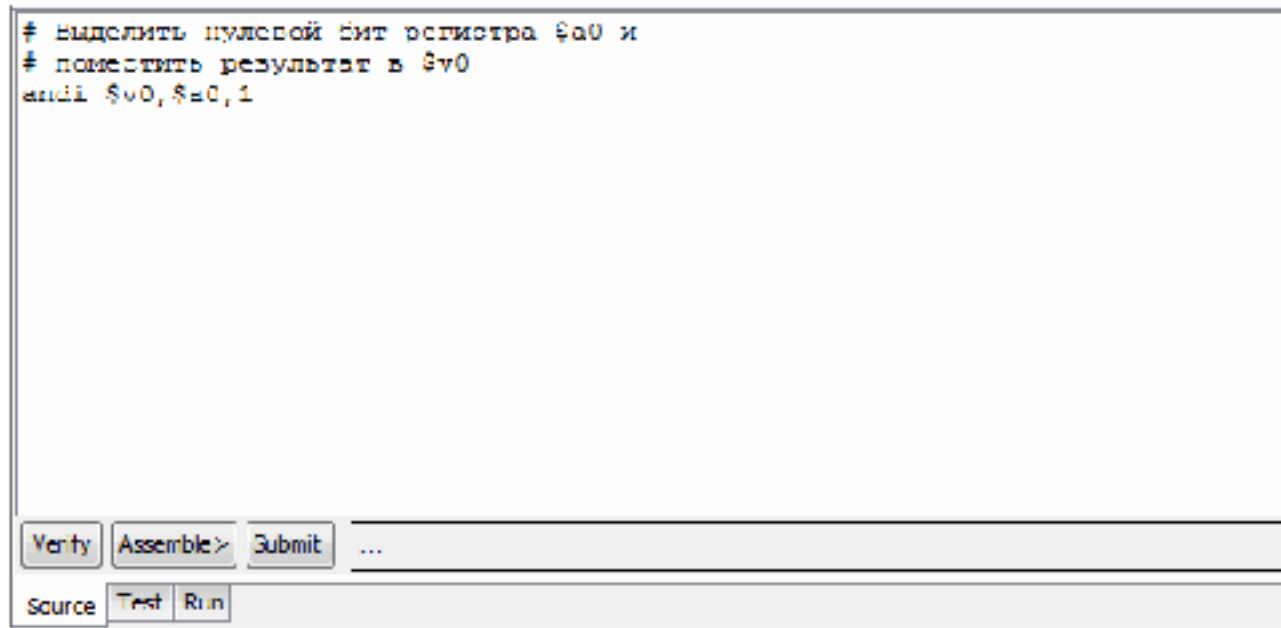 # Выделить нулевой бит регистра $a0 и
# поместить результат в $v0
andi $v0,$a0,1
Verify Assemble> Submit ...
Source Test Run